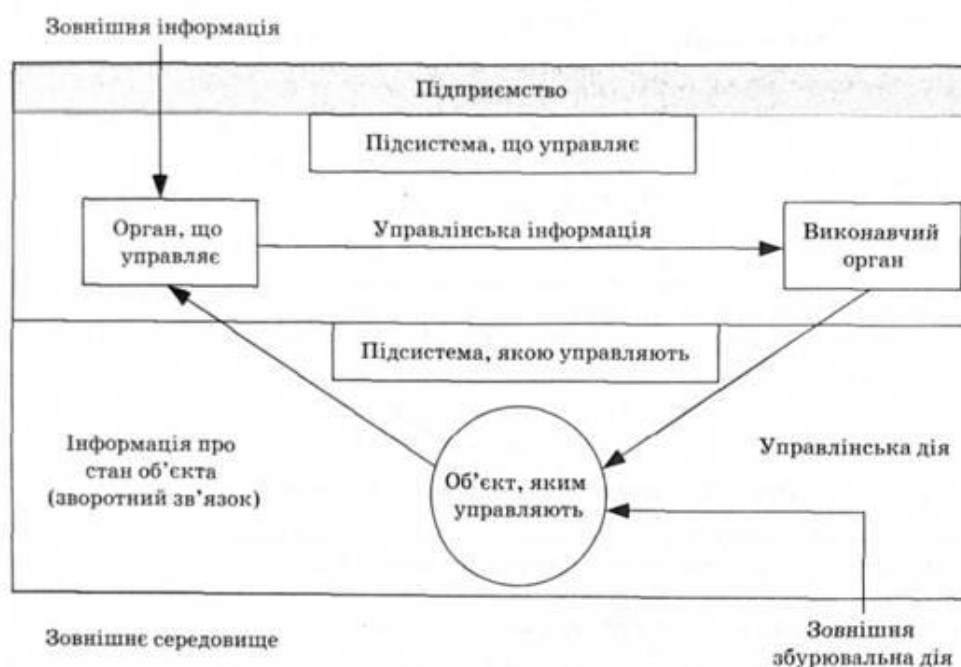 Зовнішня інформація
Підприємство
Підсистема, що управляє
Орган, що
управляє
Управлінська інформація
Виконавчий
орган
Підсистема, якою управляють
Інформація про
стан об’єкта
(зворотний зв’язок)
Об’єкт, яким
управляють
Управлінська дія
Зовнішнє середовище
Зовнішня
збурювальна дія